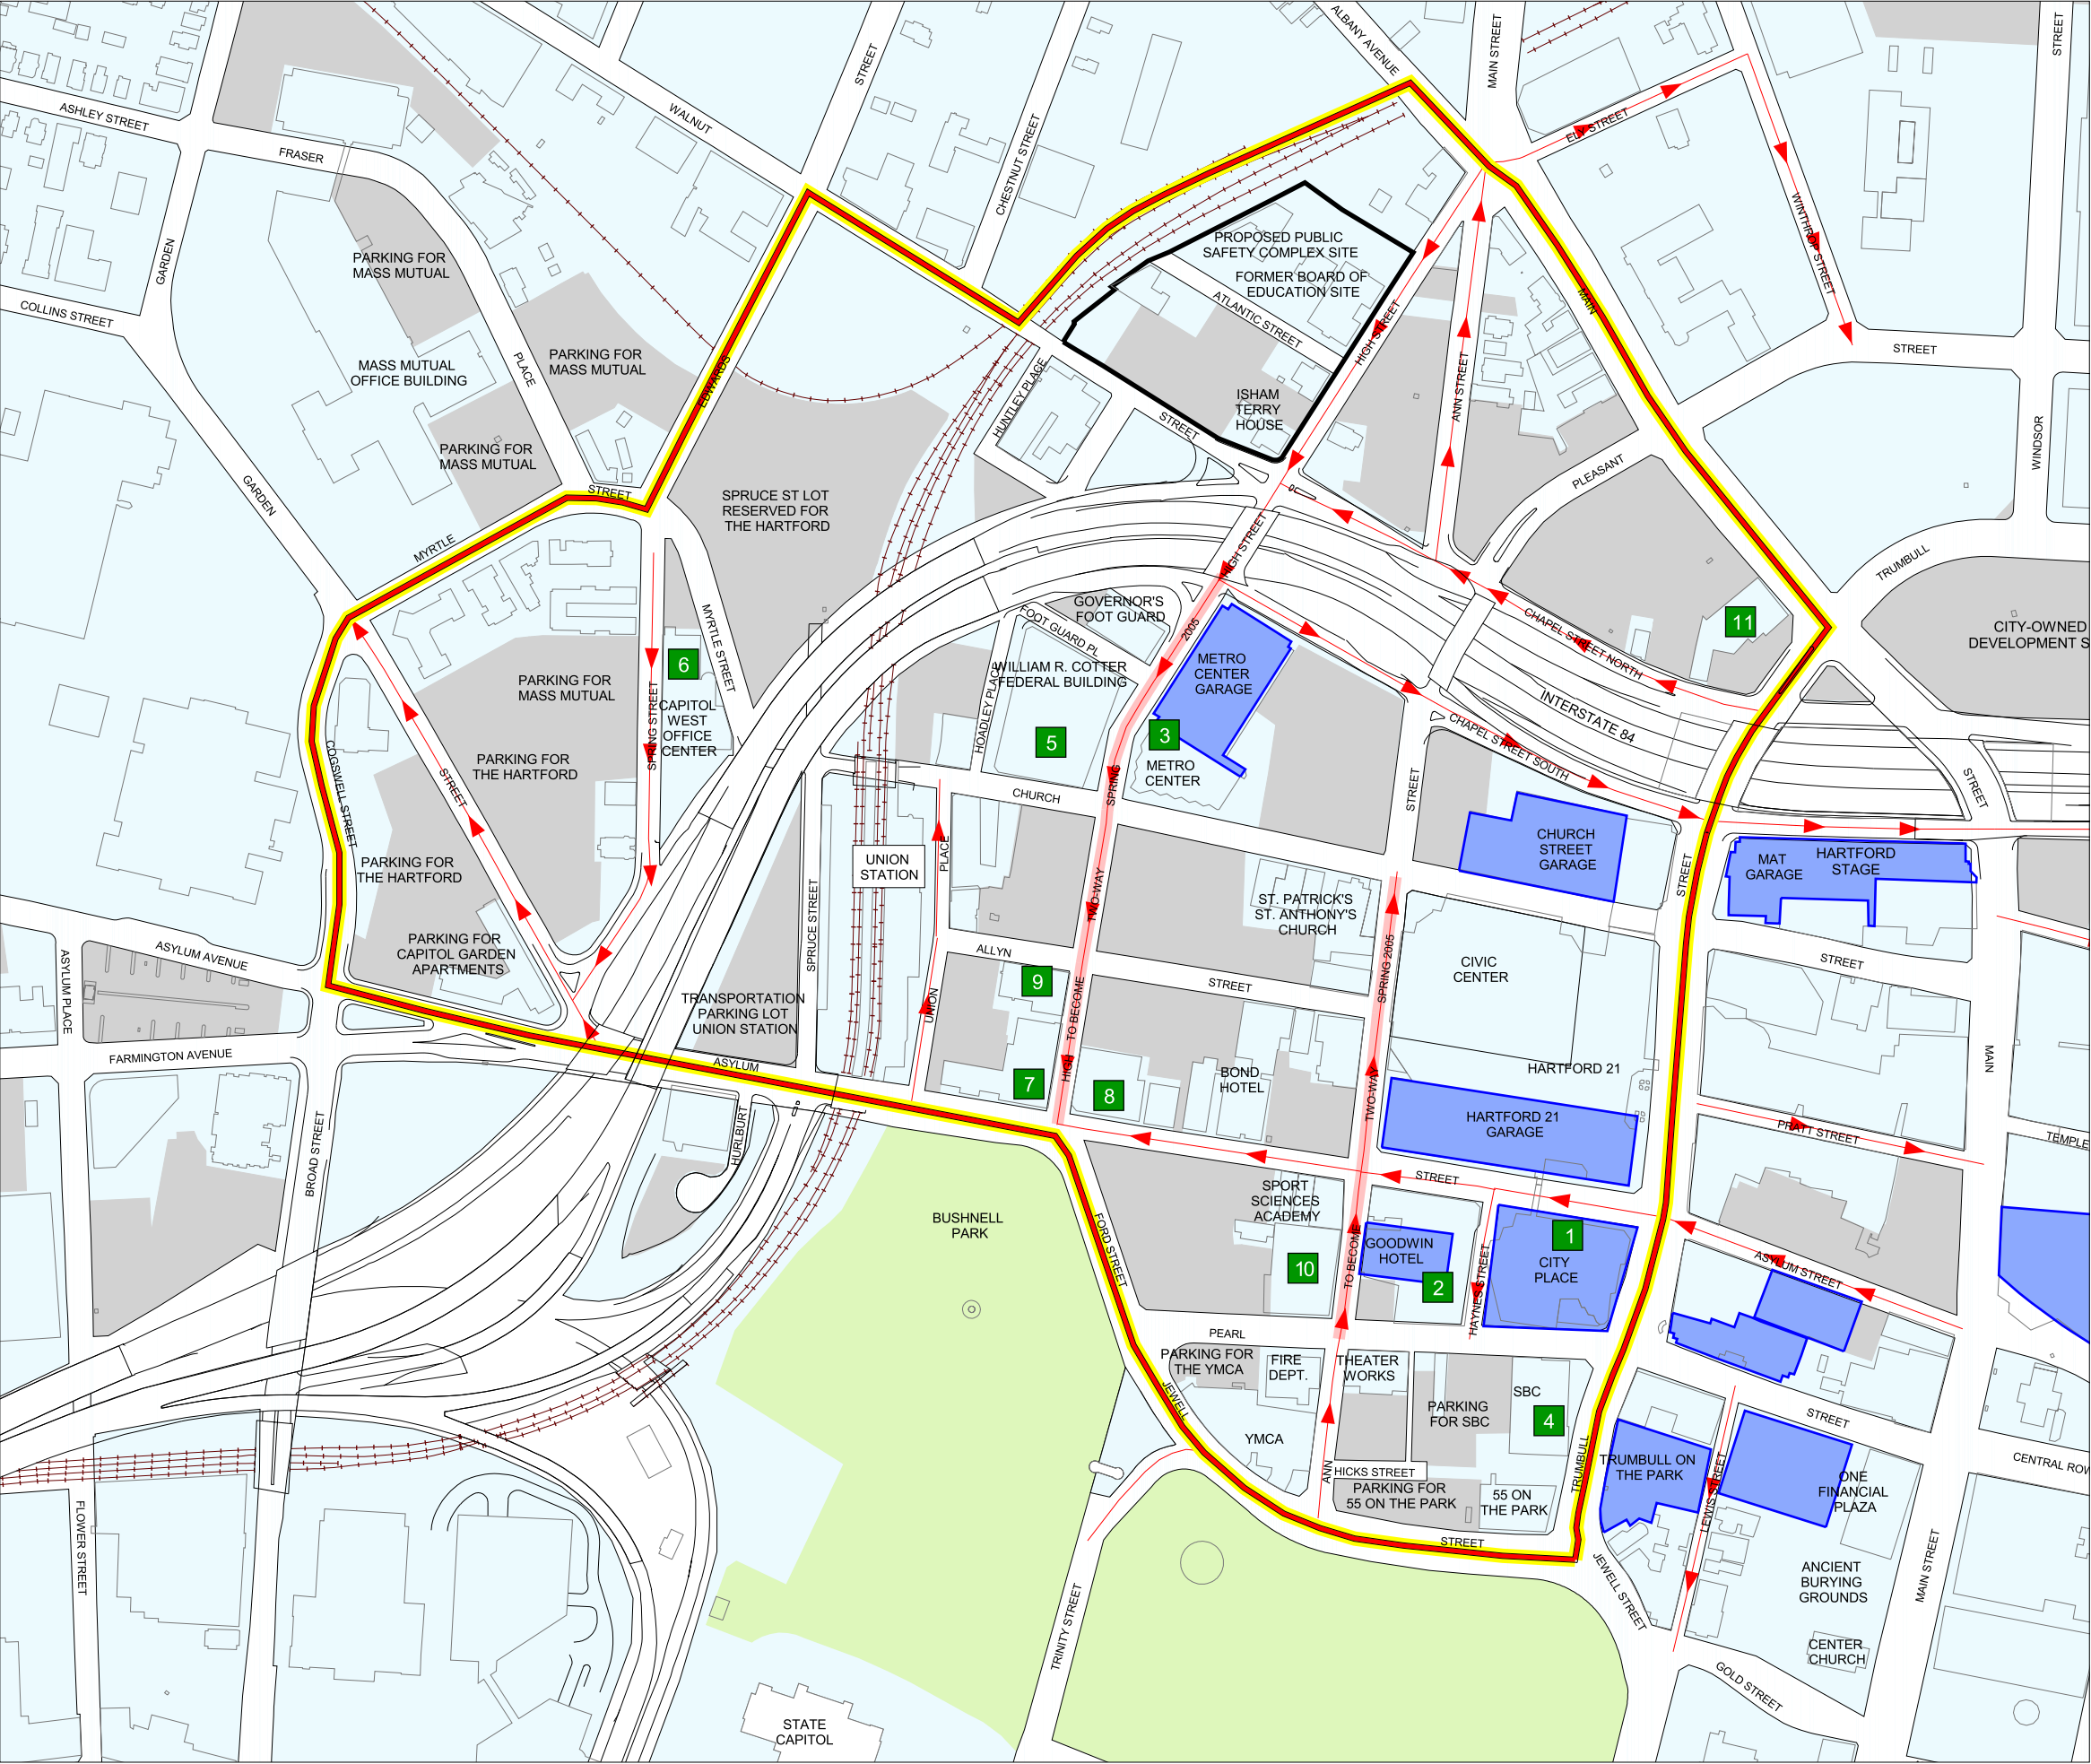 ALBANY AVENUE
MAIN STREET
STREET
STREET
ASHLEY STREET
WALNUT
CHESTNUT STREET
ELY STREET
FRASER
WINTHROP STREET
GARDEN
PARKING FOR
MASS MUTUAL
PROPOSED PUBLIC
SAFETY COMPLEX SITE
FORMER BOARD OF
EDUCATION SITE
ATLANTIC STREET
HIGH STREET
MAIN
COLLINS STREET
PLACE
PARKING FOR
MASS MUTUAL
EDWARDS
MASS MUTUAL
OFFICE BUILDING
HUNTLEY PLACE
ANN STREET
STREET
ISHAM
TERRY
HOUSE
STREET
WINDSOR
PARKING FOR
MASS MUTUAL
PLEASANT
GARDEN
STREET
SPRUCE ST LOT
RESERVED FOR
THE HARTFORD
MYRTLE
HIGH STREET
TRUMBULL
GOVERNOR'S
FOOT GUARD
FOOT GUARD PL
MYRTLE STREET
2005
CHAPEL STREET NORTH
11
CITY-OWNED
DEVELOPMENT S
6
WILLIAM R. COTTER
FEDERAL BUILDING
METRO
CENTER
GARAGE
PARKING FOR
MASS MUTUAL
SPRING STREET
CAPITOL
WEST
OFFICE
CENTER
HOADLEY PLACE
5
3
METRO
CENTER
INTERSTATE 84
CHAPEL STREET SOUTH
COGSWELL STREET
STREET
PARKING FOR
THE HARTFORD
CHURCH
SPRING
STREET
STREET
PARKING FOR
THE HARTFORD
UNION
STATION
PLACE
TWO-WAY
CHURCH
STREET
GARAGE
STREET
MAT
GARAGE
HARTFORD
STAGE
ST. PATRICK'S
ST. ANTHONY'S
CHURCH
ASYLUM AVENUE
ASYLUM PLACE
PARKING FOR
CAPITOL GARDEN
APARTMENTS
SPRUCE STREET
ALLYN
STREET
SPRING 2005
CIVIC
CENTER
STREET
9
TRANSPORTATION
PARKING LOT
UNION STATION
UNION
TO BECOME
FARMINGTON AVENUE
ASYLUM
HIGH
7
8
BOND
HOTEL
TWO-WAY
HARTFORD 21
HARTFORD 21
GARAGE
MAIN
PRATT STREET
TEMPLE
BROAD STREET
HURLBURT
BUSHNELL
PARK
FORD STREET
SPORT
SCIENCES
ACADEMY
STREET
10
TO BECOME
GOODWIN
HOTEL
2
HAYNES STREET
1
CITY
PLACE
ASYLUM STREET
PEARL
PARKING FOR
THE YMCA
FIRE
DEPT.
THEATER
WORKS
JEWELL
PARKING
FOR SBC
SBC
4
STREET
YMCA
ANN
HICKS STREET
PARKING FOR
55 ON THE PARK
55 ON
THE PARK
TRUMBULL
TRUMBULL ON
THE PARK
LEWIS STREET
ONE
FINANCIAL
PLAZA
CENTRAL ROW
FLOWER STREET
STREET
JEWELL STREET
MAIN STREET
ANCIENT
BURYING
GROUNDS
TRINITY STREET
CENTER
CHURCH
GOLD STREET
STATE
CAPITOL